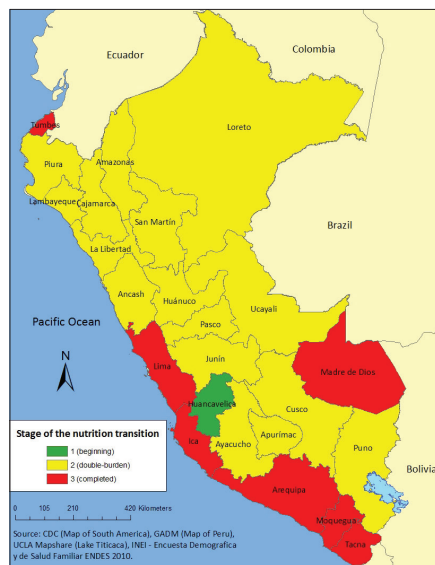 Ecuador
Colombia
Tumbes
Loreto
Piura
Amazonas
Lambayeque
Cajamarca
San Martín
Brazil
La Libertad
Ancash
Huánuco
Ucayali
Pasco
Pacific Ocean
N
Lima
Junín
Madre de Dios
Huancavelica
Cusco
Ica
Ayacucho
Apurímac
Puno
Bolivia
Stage of the nutrition transition
1 (beginning)
2 (double-burden)
3 (completed)
Arequipa
Moquegua
Tacna
0 105 210 420 Kilometers
Source: CDC (Map of South America), GADM (Map of Peru),
UCLA Mapshare (Lake Titicaca), INEI - Encuesta Demografica
y de Salud Familiar ENDES 2010.